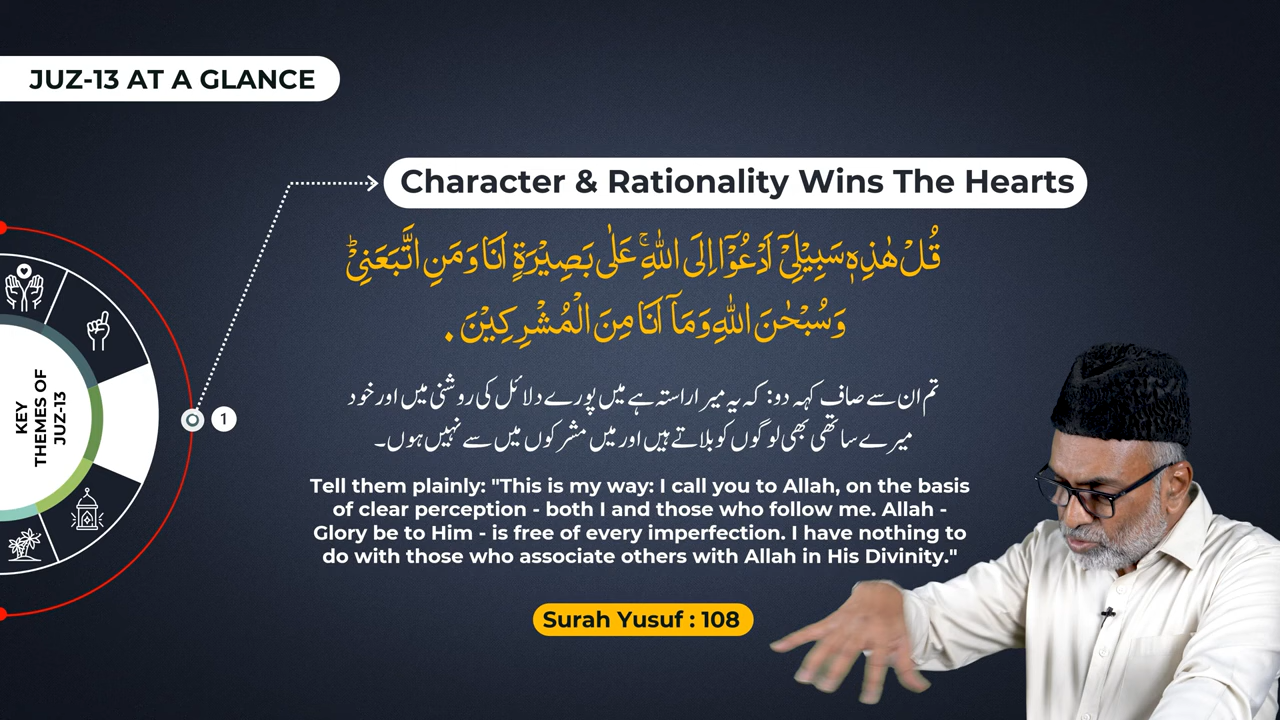 JUZ-13 AT A GLANCE
Character & Rationality Wins The Hearts
قُلْ هٰذِهٖ سَبِيْلِيْٓ اَدْعُوْٓا اِلَى اللّٰهِ ۚ عَلٰى بَصِيْرَةٍ اَنَا وَمَنِ اتَّبَعَنِيْ ؕ
وَسُبْحٰنَ اللّٰهِ وَمَآ اَنَا مِنَ الْمُشْرِكِيْنَ .
تم ان سے صاف کہہ دو: کہ یہ میرا راستہ ہے میں پورے دلائل کی روشنی میں اور خود
میرے ساتھی بھی لوگوں کو بلاتے ہیں اور میں مشرکوں میں سے نہیں ہوں۔
Tell them plainly: "This is my way: I call you to Allah, on the basis
of clear perception - both I and those who follow me. Allah -
Glory be to Him - is free of every imperfection. I have nothing to
do with those who associate others with Allah in His Divinity."
Surah Yusuf : 108
KEY
THEMES OF
JUZ-13
1